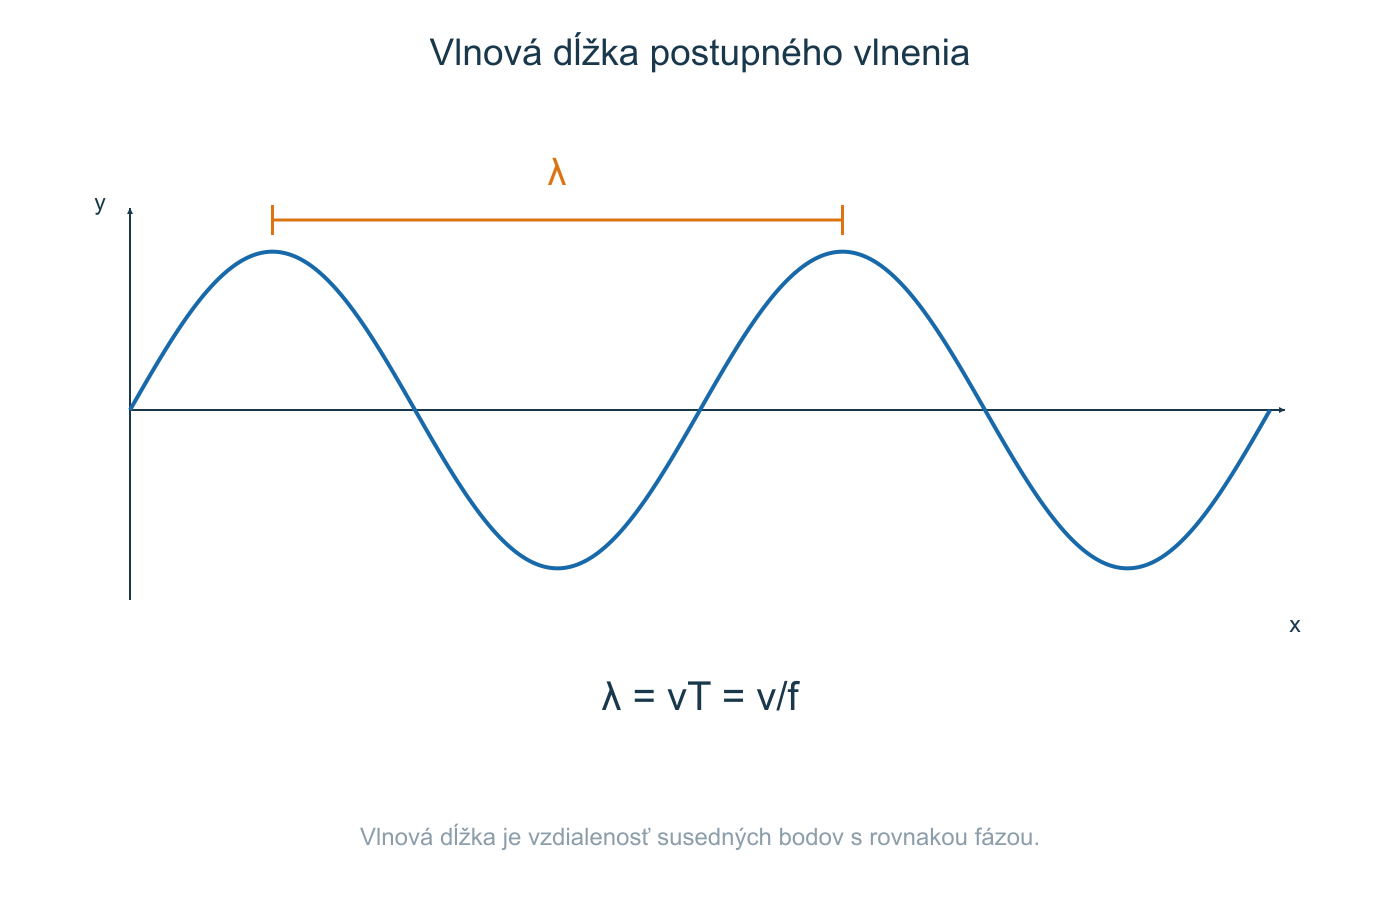 Vlnová dĺžka postupného vlnenia
λ
y
x
λ = vT = v/f
Vlnová dĺžka je vzdialenosť susedných bodov s rovnakou fázou.